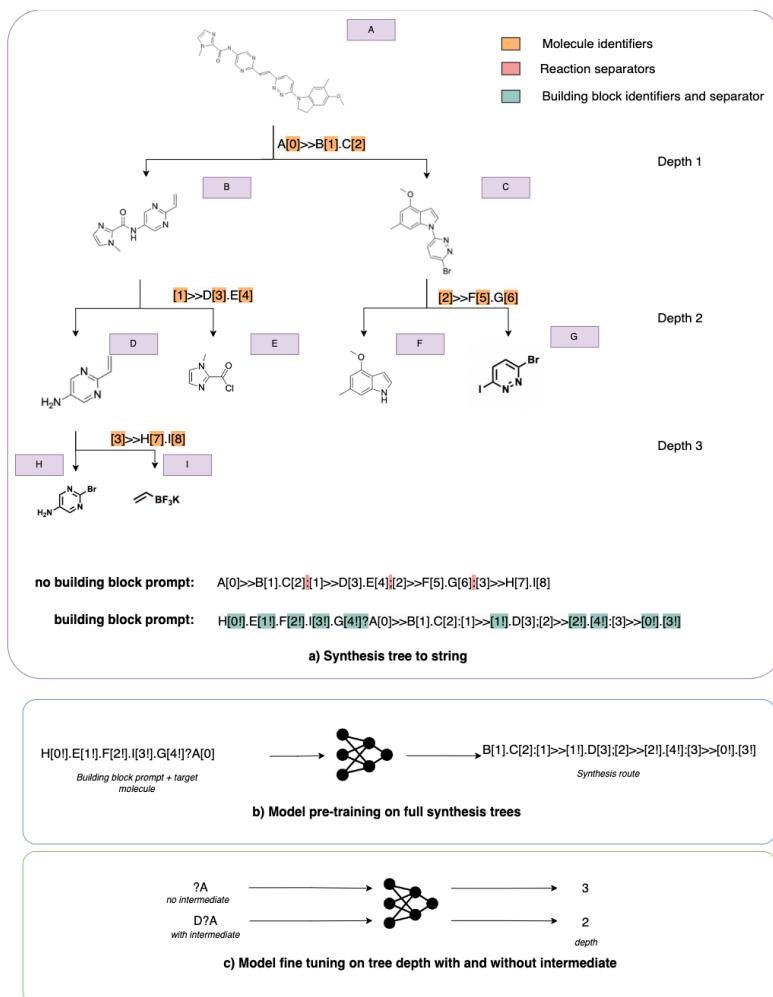 A
Molecule identifiers
Reaction separators
Building block identifiers and separator
A[0]>>B[1].C[2]
Depth 1
B
C
[1]>>D[3].E[4]
[2]>>F[5].G[6]
Depth 2
D
E
F
G
[3]>>H[7].I[8]
Depth 3
H
I
no building block prompt: A[0]>>B[1].C[2]:[1]>>D[3].E[4];[2]>>F[5].G[6]:[3]>>H[7].I[8]
building block prompt: H[0!].E[1!].F[2!].I[3!].G[4!]?A[0]>>B[1].C[2]:[1]>>[1!].D[3];[2]>>[2!].[4!]:[3]>>[0!].[3!]
a) Synthesis tree to string
H[0!].E[1!].F[2!].I[3!].G[4!]?A[0]
B[1].C[2]:[1]>>[1!].D[3];[2]>>[2!].[4!]:[3]>>[0!].[3!]
Building block prompt + target
molecule
Synthesis route
b) Model pre-training on full synthesis trees
?A
no intermediate
3
D?A
with intermediate
2
depth
c) Model fine tuning on tree depth with and without intermediate